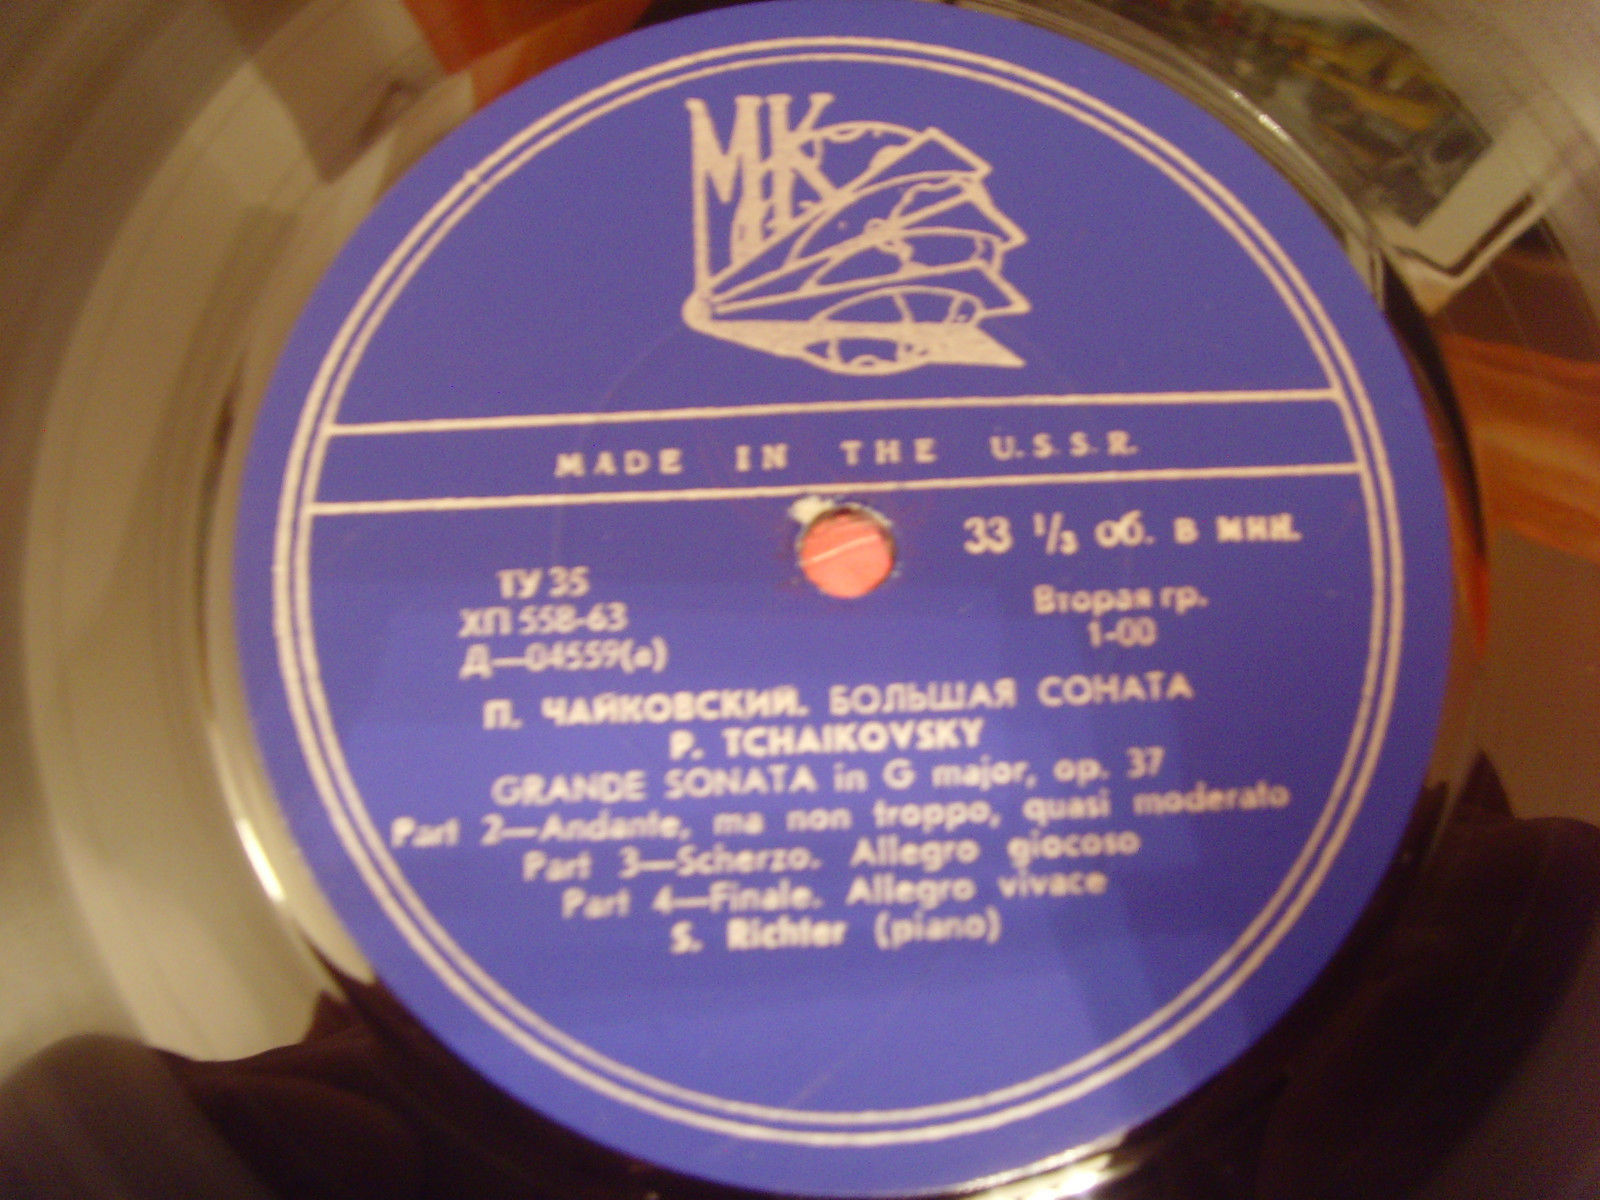 МК
MADE IN THE U.S.S.R.
33 1/3 об. в мин.
ТУ 35
ХП 558-63
Д—04559(а)
Вторая гр.
1-00
П. ЧАЙКОВСКИЙ. БОЛЬШАЯ СОНАТА
P. TCHAIKOVSKY
GRANDE SONATA in G major, op. 37
Part 2—Andante, ma non troppo, quasi moderato
Part 3—Scherzo. Allegro giocoso
Part 4—Finale. Allegro vivace
S. Richter (piano)